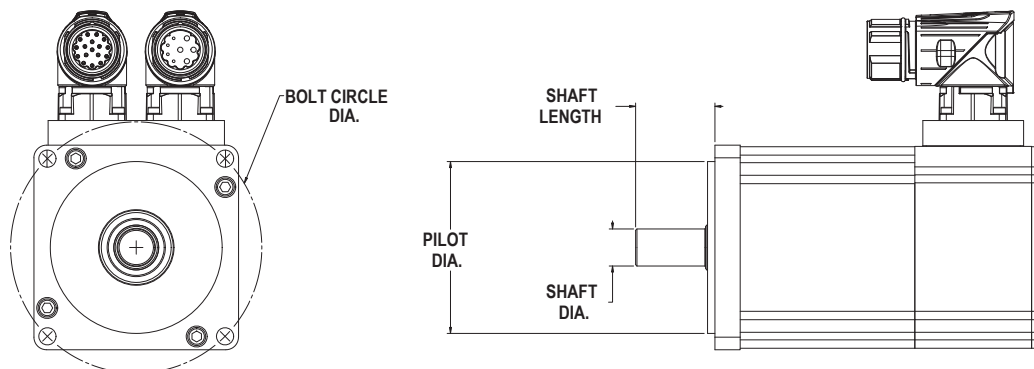 BOLT CIRCLE
DIA.
SHAFT
LENGTH
PILOT
DIA.
SHAFT
DIA.